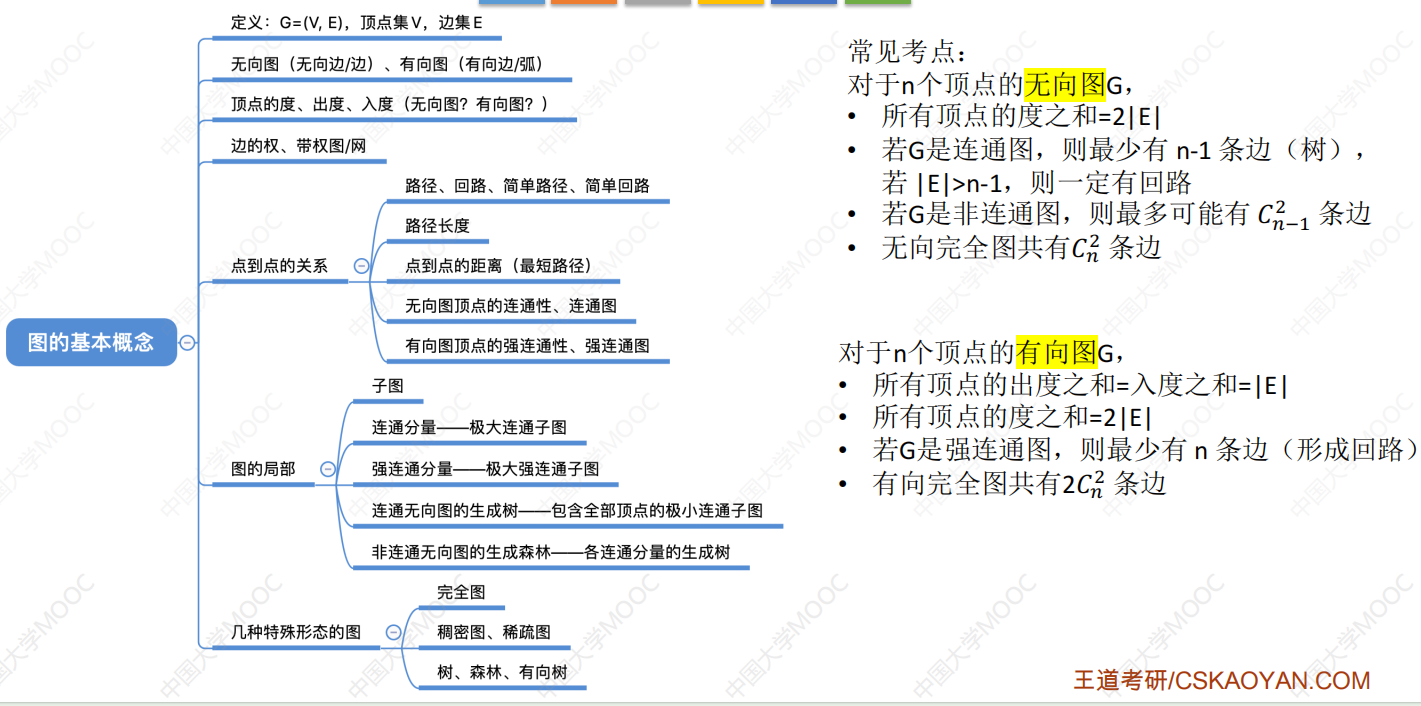 定义：G=(V, E)，顶点集V，边集E
无向图（无向边/边）、有向图（有向边/弧）
顶点的度、出度、入度（无向图？有向图？）
边的权、带权图/网
点到点的关系
路径、回路、简单路径、简单回路
路径长度
点到点的距离（最短路径）
无向图顶点的连通性、连通图
有向图顶点的强连通性、强连通图
图的基本概念
图的局部
子图
连通分量——极大连通子图
强连通分量——极大强连通子图
连通无向图的生成树——包含全部顶点的极小连通子图
非连通无向图的生成森林——各连通分量的生成树
几种特殊形态的图
完全图
稠密图、稀疏图
树、森林、有向树
常见考点：
对于n个顶点的无向图G，
• 所有顶点的度之和=2|E|
• 若G是连通图，则最少有 n-1 条边（树），
若 |E|>n-1，则一定有回路
• 若G是非连通图，则最多可能有 $C_{n-1}^{2}$ 条边
• 无向完全图共有$C_{n}^{2}$ 条边
对于n个顶点的有向图G，
• 所有顶点的出度之和=入度之和=|E|
• 所有顶点的度之和=2|E|
• 若G是强连通图，则最少有 n 条边（形成回路）
• 有向完全图共有2$C_{n}^{2}$ 条边
王道考研/CSKAOYAN.COM
中国大学MOOC